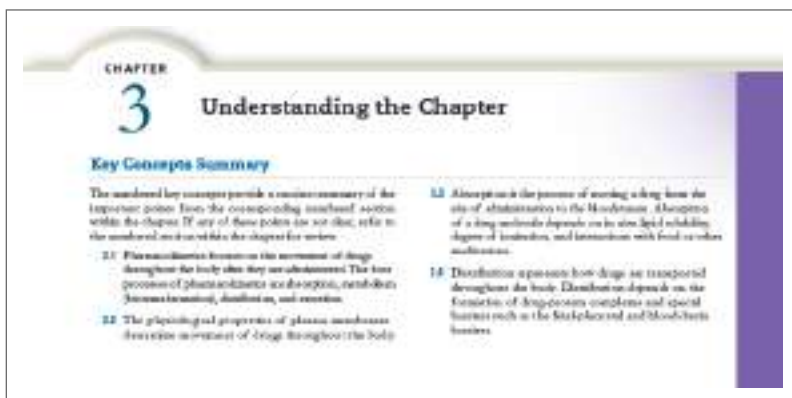 CHAPTER
3
Understanding the Chapter
Key Concepts Summary
The numbered key concepts provide a succinct summary of the
important points from the corresponding numbered section
within the chapter. If any of these points are not clear, refer to
the numbered section within the chapter for review.
3.1 Pharmacokinetics focuses on the movement of drugs
throughout the body after they are administered. The four
processes of pharmacokinetics are absorption, metabolism
(biotransformation), distribution, and excretion.
3.2 The physiological properties of plasma membranes
determine movement of drugs throughout the body
3.3 Absorption is the process of moving a drug from the
site of administration to the bloodstream. Absorption
of a drug molecule depends on its size, lipid solubility,
degree of ionization, and interactions with food or other
medications.
Distribution represents how drugs are transported
throughout the body. Distribution depends on the
formation of drug-protein complexes and special
barriers such as the fetal-placental and blood-brain
barriers.